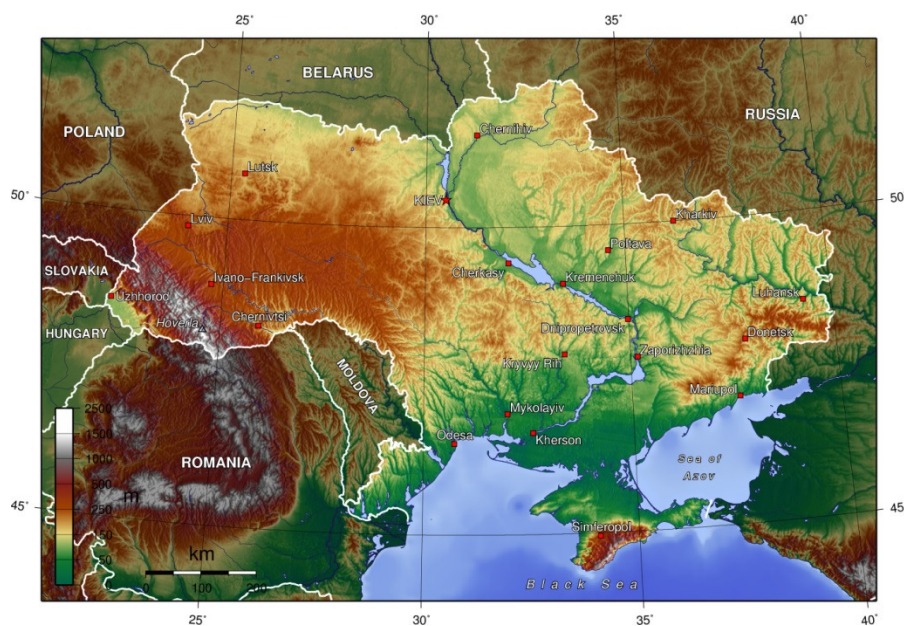 25°
30°
35°
40°
BELARUS
RUSSIA
POLAND
Chernihiv
Lutsk
50°
50°
KIEV
Lviv
Kharkiv
Poltava
SLOVAKIA
Cherkasy
Ivano-Frankivsk
Kremenchuk
Uzhhorod
Luhansk
Hoverla
Chernivtsi
HUNGARY
Dnipropetrovsk
Donetsk
Zaporizhzhia
Kryvyy Rih
MOLDOVA
Mariupol
2500
1500
1000
500
250
50
m
Mykolayiv
Odesa
Kherson
ROMANIA
Sea of
Azov
45°
45°
Simferopol
km
0
100
200
Black Sea
25°
30°
35°
40°